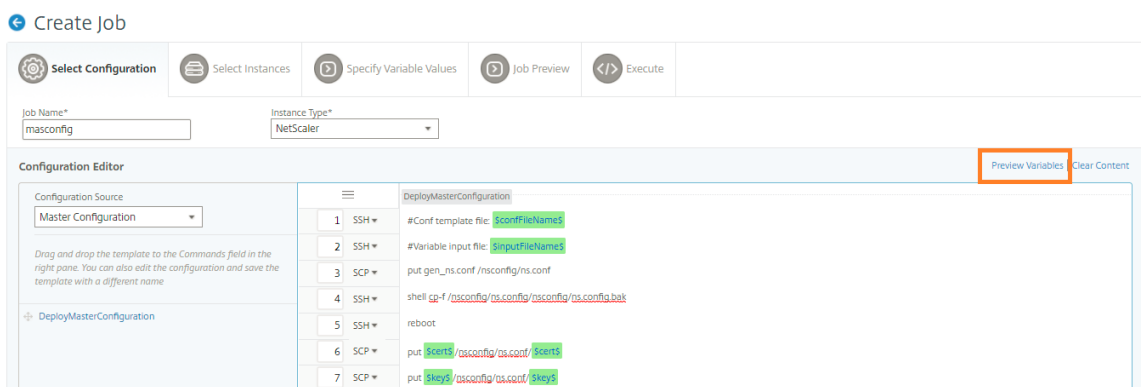 Create Job
Select Configuration
Select Instances
Specify Variable Values
Job Preview
Execute
Job Name*
Instance Type*
masconfig
NetScaler
Configuration Editor
Preview Variables
Clear Content
Configuration Source
Master Configuration
Drag and drop the template to the Commands field in the
right pane. You can also edit the configuration and save the
template with a different name
DeployMasterConfiguration
DeployMasterConfiguration
1 SSH #Conf template file: $confFileName$
2 SSH #Variable input file: $inputFileName$
3 SCP put gen_ns.conf /nsconfig/ns.conf
4 SSH shell cp-f /nsconfig/ns.config/nsconfig/ns.config.bak
5 SSH reboot
6 SCP put $cert$ /nsconfig/ns.conf/ $cert$
7 SCP put $key$ /nsconfig/ns.conf/ $key$